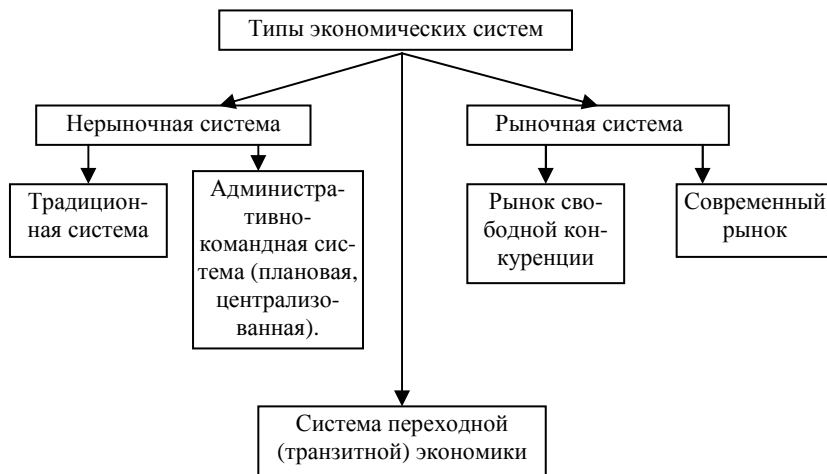 Типы экономических систем
Нерыночная система
Рыночная система
Традицион-
ная система
Администра-
тивно-
командная сис-
тема (плановая,
централизо-
ванная).
Рынок сво-
бодной кон-
куренции
Современный
рынок
Система переходной
(транзитной) экономики